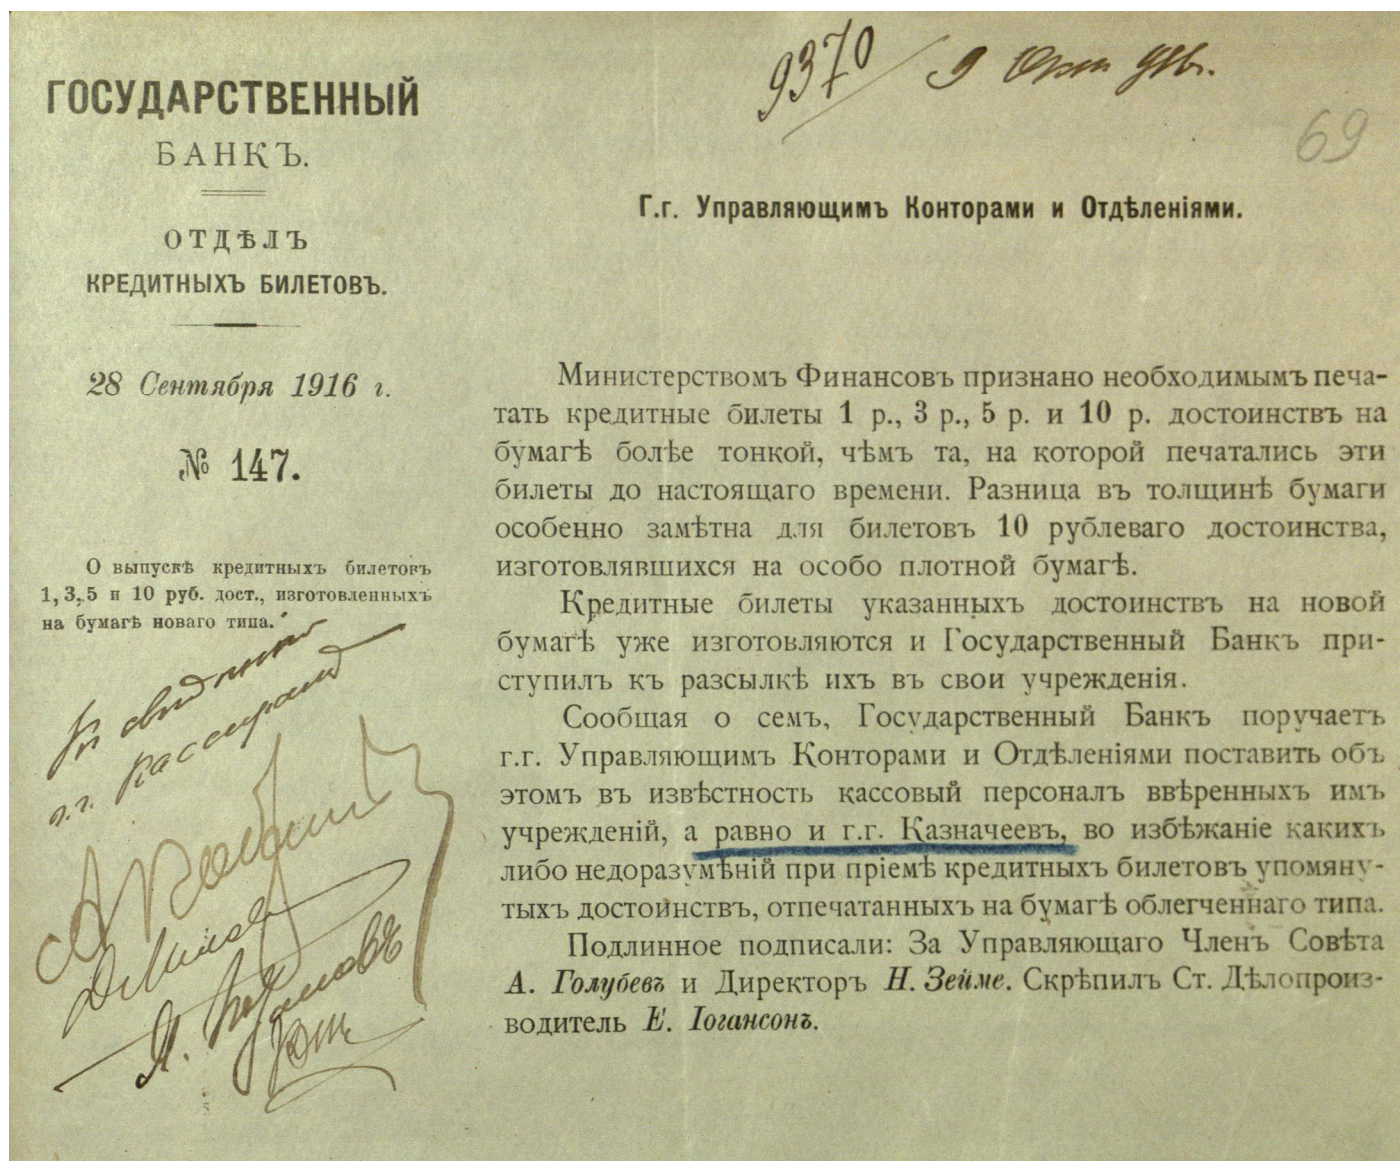 9370
69
ГОСУДАРСТВЕННЫЙ
БАНКЪ.
ОТДѢЛЪ
КРЕДИТНЫХЪ БИЛЕТОВЪ.
28 Сентября 1916 г.
№ 147.
О выпускѣ кредитныхъ билетовъ
1, 3, 5 и 10 руб. дост., изготовленныхъ
на бумагѣ новаго типа.
г.г.
Г.г. Управляющимъ Конторами и Отдѣленіями.
Министерствомъ Финансовъ признано необходимымъ печа-
тать кредитные билеты 1 р., 3 р., 5 р. и 10 р. достоинствъ на
бумагѣ болѣе тонкой, чѣмъ та, на которой печатались эти
билеты до настоящаго времени. Разница въ толщинѣ бумаги
особенно замѣтна для билетовъ 10 рублеваго достоинства,
изготовлявшихся на особо плотной бумагѣ.
Кредитные билеты указанныхъ достоинствъ на новой
бумагѣ уже изготовляются и Государственный Банкъ при-
ступилъ къ разсылкѣ ихъ въ свои учрежденія.
Сообщая о семъ, Государственный Банкъ поручаетъ
г.г. Управляющимъ Конторами и Отдѣленіями поставить объ
этомъ въ извѣстность кассовый персоналъ ввѣренныхъ имъ
учрежденій, а равно и г.г. Казначеевъ, во избѣжаніе какихъ
либо недоразумѣній при пріемѣ кредитныхъ билетовъ упомяну-
тыхъ достоинствъ, отпечатанныхъ на бумагѣ облегченнаго типа.
Подлинное подписали: За Управляющаго Членъ Совѣта
А. Голубевъ и Директоръ Н. Зейме. Скрѣпилъ Ст. Дѣлопроиз-
водитель Е. Іогансонъ.